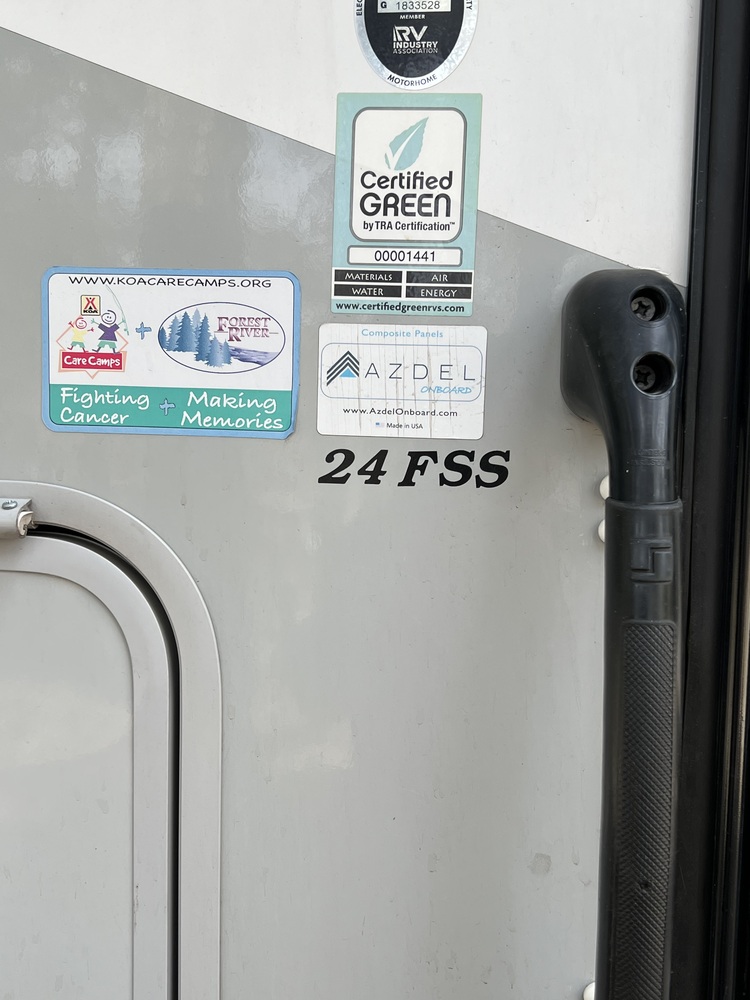 G 1833528
MEMBER
RV
INDUSTRY
ASSOCIATION
MOTORHOME
Certified
GREEN
by TRA Certification™
00001441
MATERIALS AIR
WATER ENERGY
www.certifiedgreenrvs.com
WWW.KOACARECAMPS.ORG
KOA
Care Camps
+
FOREST
RIVER
Fighting + Making
Cancer Memories
Composite Panels
AZDEL
ONBOARD
www.AzdelOnboard.com
Made in USA
24 FSS